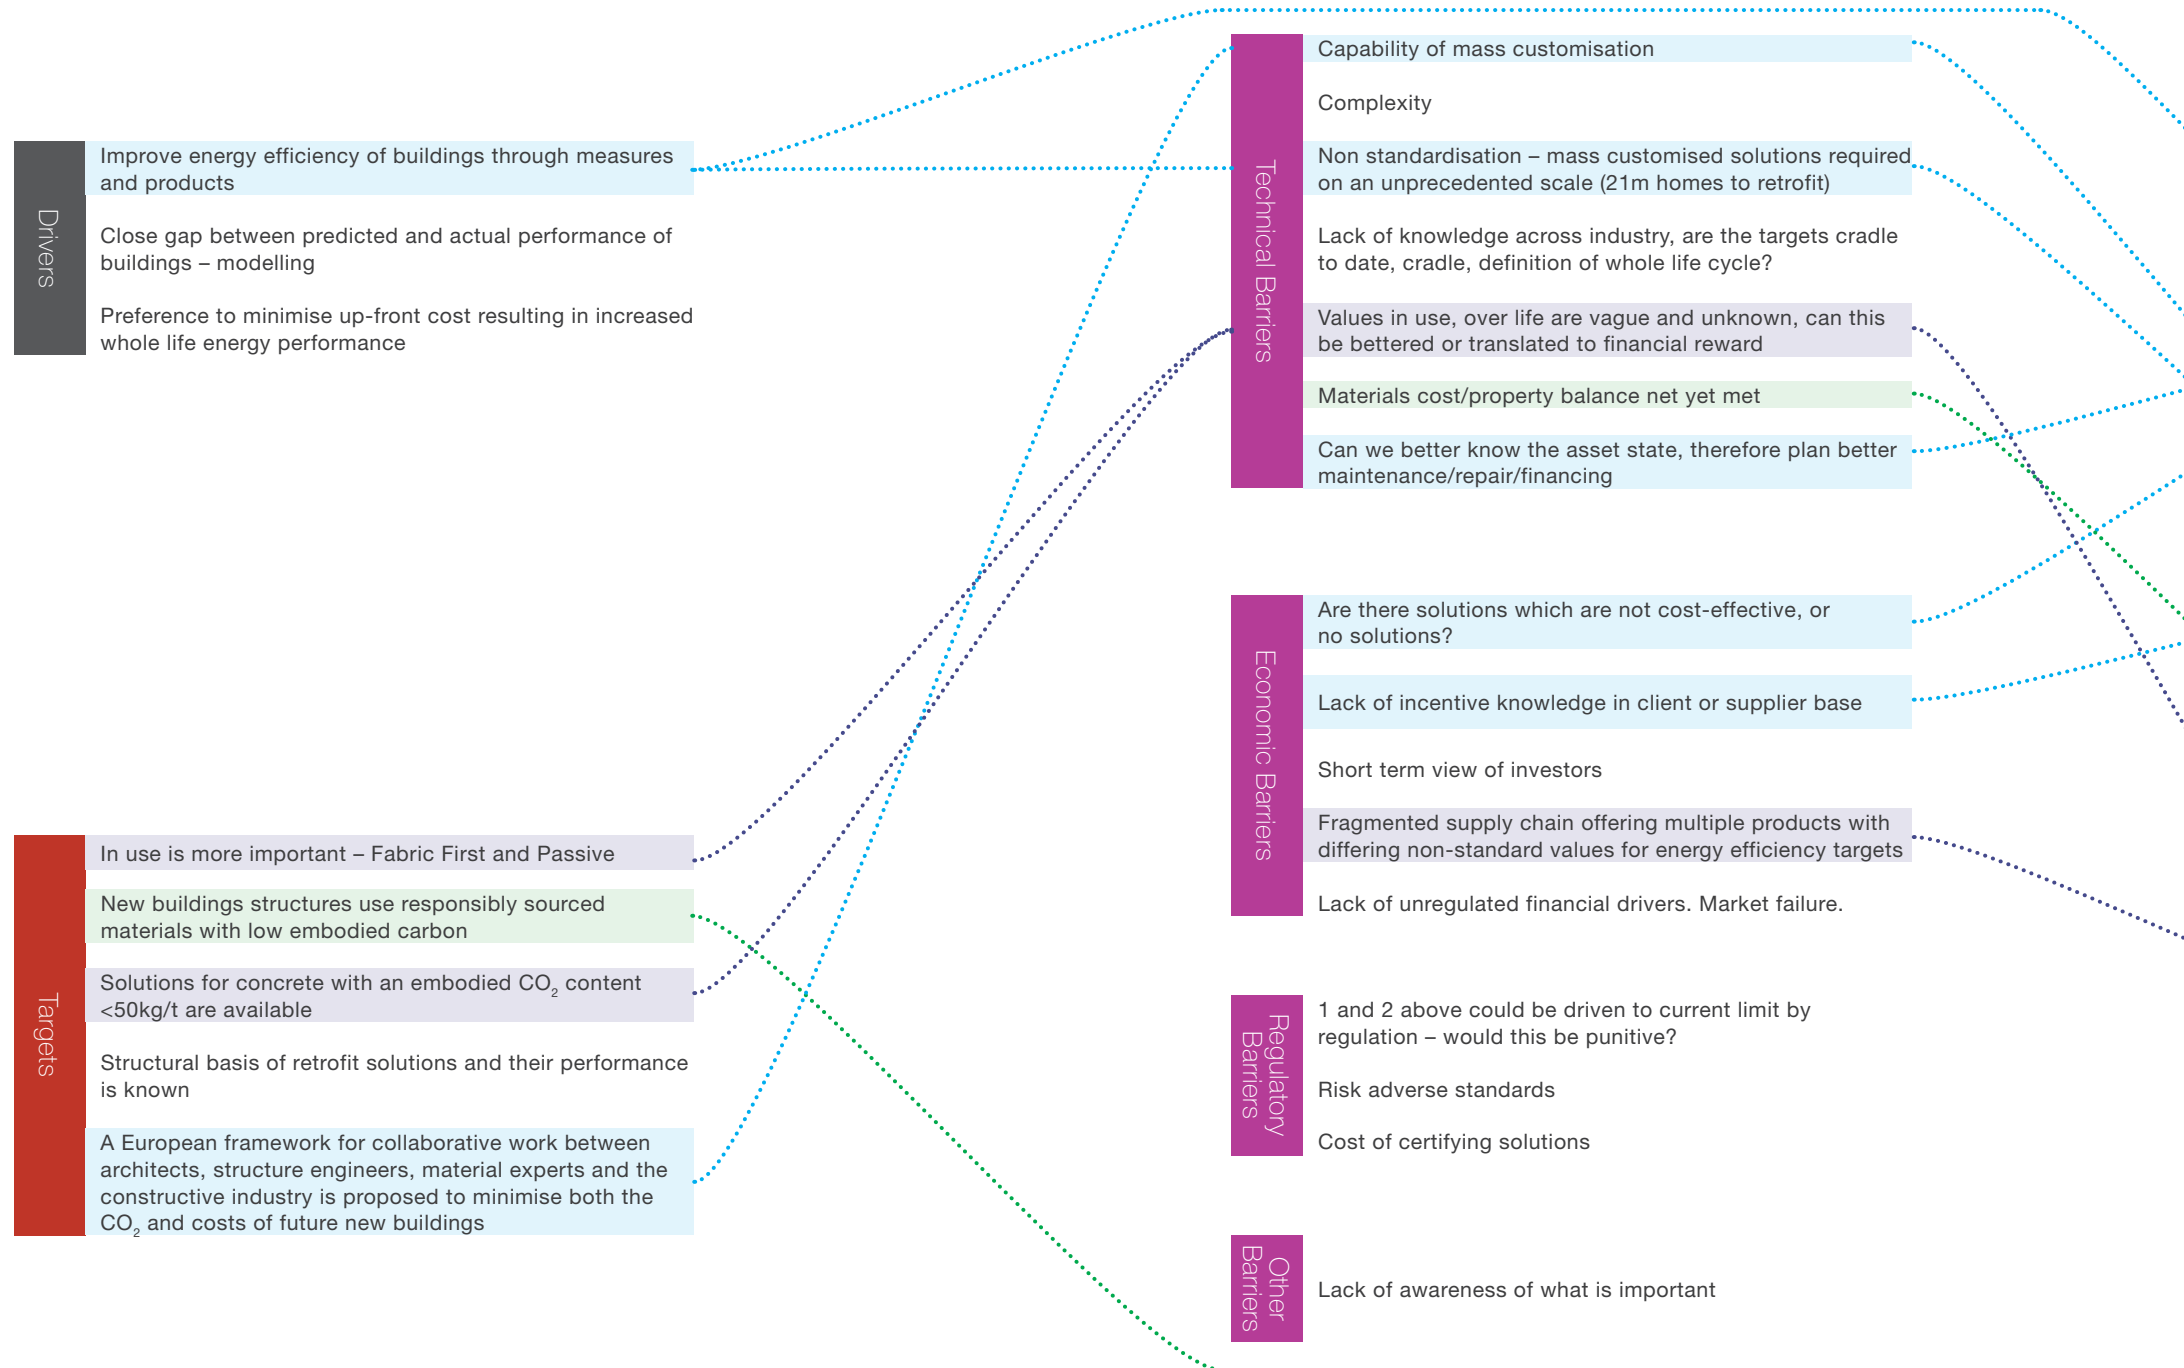 Drivers
Improve energy efficiency of buildings through measures
and products
Close gap between predicted and actual performance of
buildings – modelling
Preference to minimise up-front cost resulting in increased
whole life energy performance
Targets
In use is more important – Fabric First and Passive
New buildings structures use responsibly sourced
materials with low embodied carbon
Solutions for concrete with an embodied CO₂ content
<50kg/t are available
Structural basis of retrofit solutions and their performance
is known
A European framework for collaborative work between
architects, structure engineers, material experts and the
constructive industry is proposed to minimise both the
CO₂ and costs of future new buildings
Technical Barriers
Capability of mass customisation
Complexity
Non standardisation – mass customised solutions required
on an unprecedented scale (21m homes to retrofit)
Lack of knowledge across industry, are the targets cradle
to date, cradle, definition of whole life cycle?
Values in use, over life are vague and unknown, can this
be bettered or translated to financial reward
Materials cost/property balance net yet met
Can we better know the asset state, therefore plan better
maintenance/repair/financing
Economic Barriers
Are there solutions which are not cost-effective, or
no solutions?
Lack of incentive knowledge in client or supplier base
Short term view of investors
Fragmented supply chain offering multiple products with
differing non-standard values for energy efficiency targets
Lack of unregulated financial drivers. Market failure.
Regulatory
Barriers
1 and 2 above could be driven to current limit by
regulation – would this be punitive?
Risk adverse standards
Cost of certifying solutions
Other
Barriers
Lack of awareness of what is important